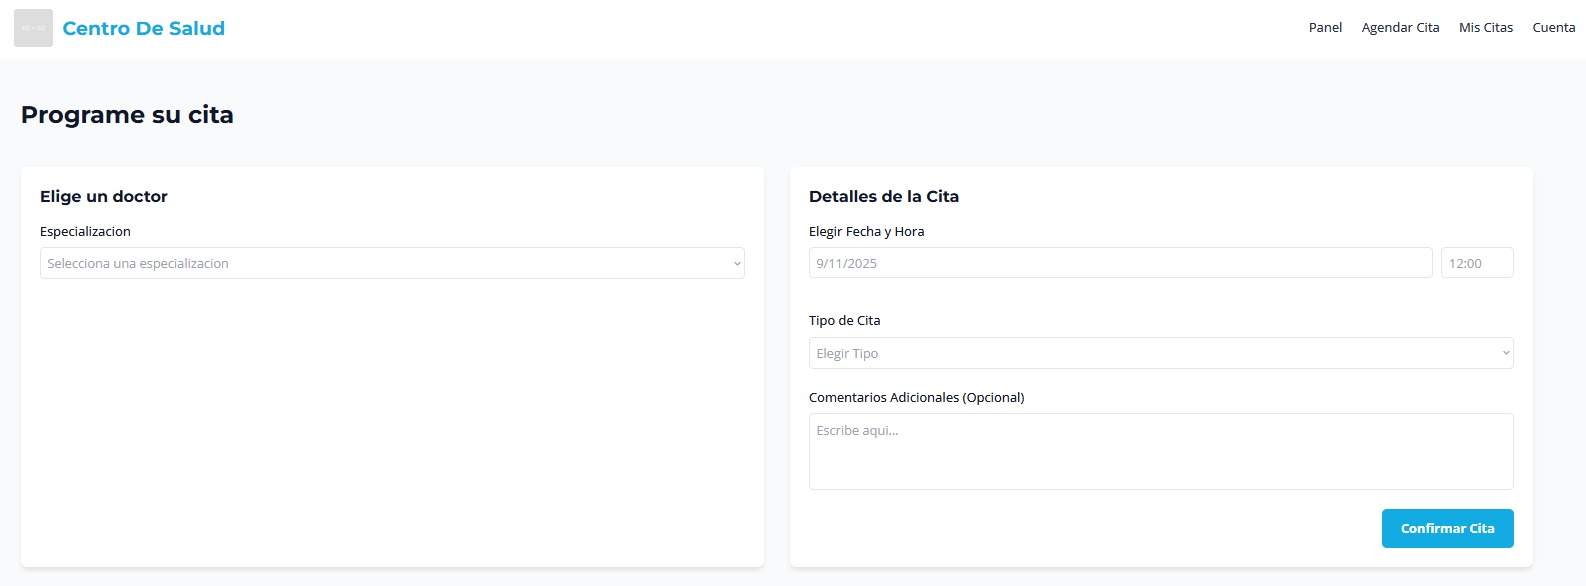 Centro De Salud
Panel Agendar Cita Mis Citas Cuenta
Programe su cita
Elige un doctor
Especializacion
Selecciona una especializacion
Detalles de la Cita
Elegir Fecha y Hora
9/11/2025 12:00
Tipo de Cita
Elegir Tipo
Comentarios Adicionales (Opcional)
Escribe aqui...
Confirmar Cita